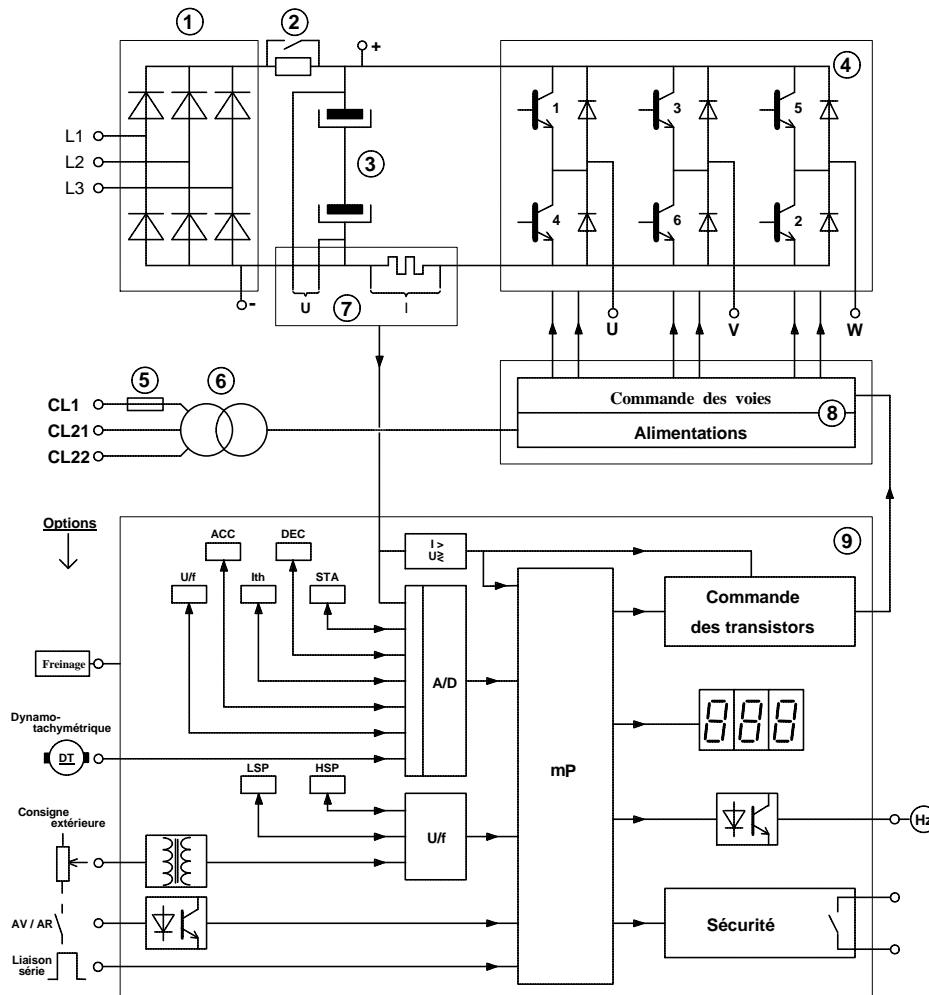 1
2
+
4
1
3
5
L1
L2
L3
3
4
6
2
-
U
I
7
U
V
W
5
6
CL1
CL21
CL22
Commande des voies
8
Alimentations
Options
9
ACC
DEC
I >
U≷
U/f
Ith
STA
Commande
des transistors
Freinage
A/D
Dynamo-
tachymétrique
DT
888
mP
LSP
HSP
Consigne
extérieure
U/f
Hz
AV / AR
Sécurité
Liaison
série